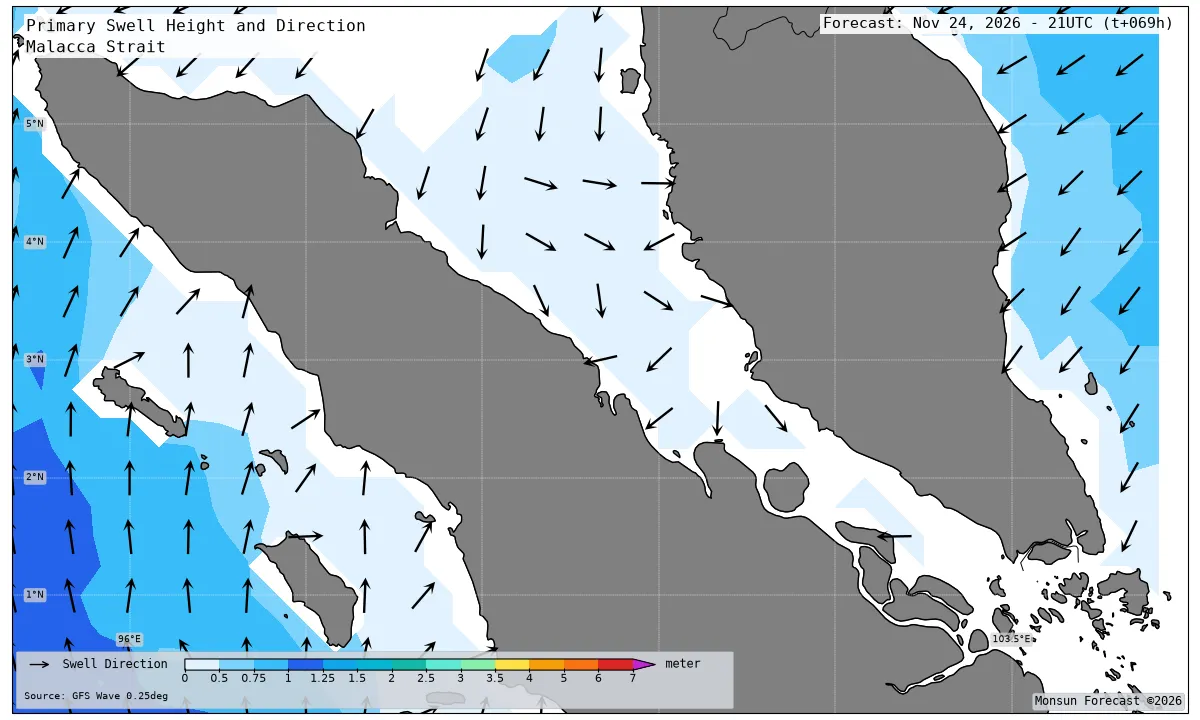 Primary Swell Height and Direction
Malacca Strait
Forecast: Nov 24, 2026 - 21UTC (t+069h)
5°N
4°N
3°N
2°N
1°N
96°E
103.5°E
Swell Direction
meter
0 0.5 0.75 1 1.25 1.5 2 2.5 3 3.5 4 5 6 7
Source: GFS Wave 0.25deg
Monsun Forecast ©2026